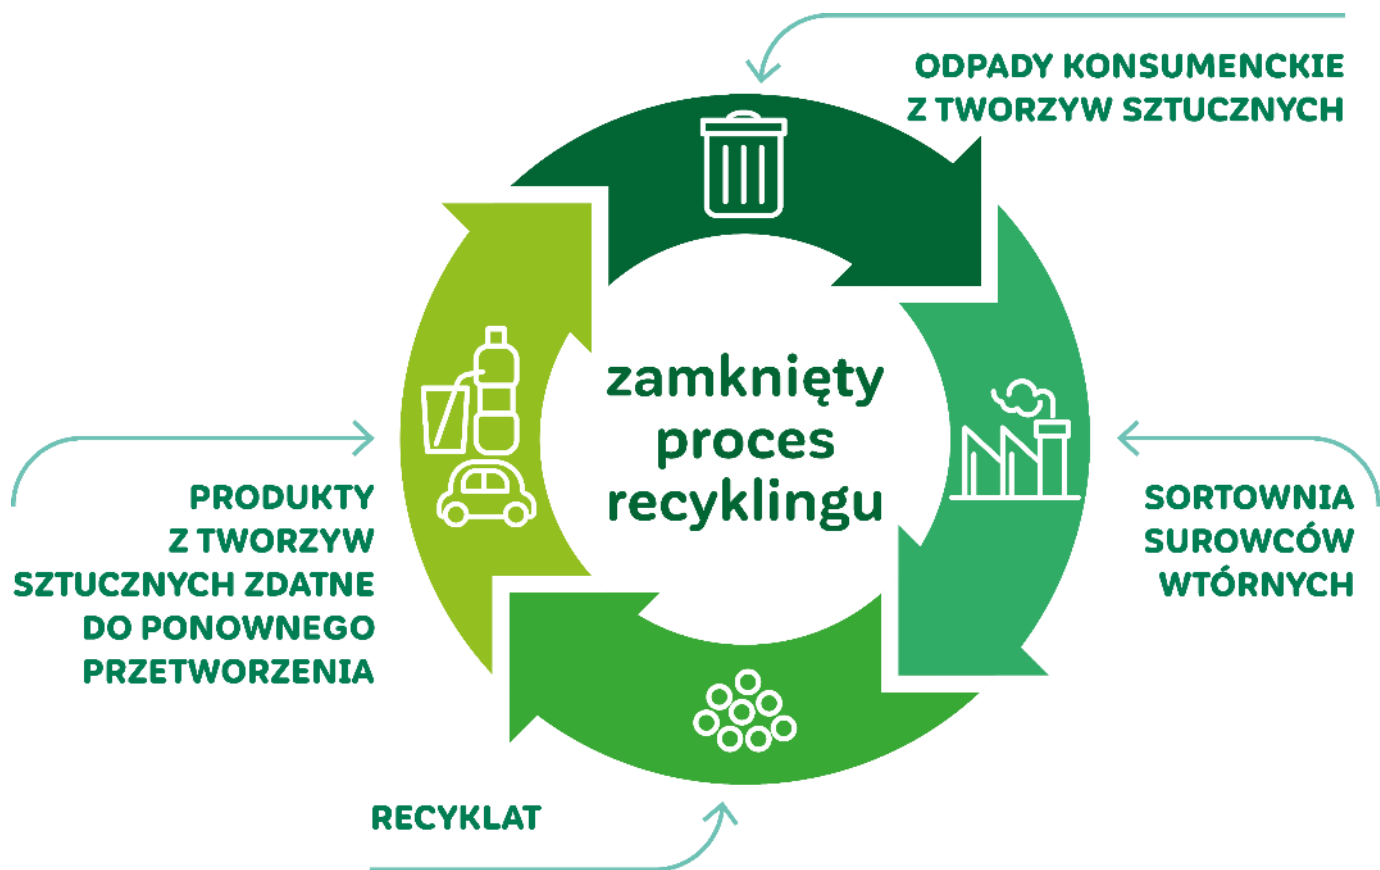 ODPADY KONSUMENCKIE
Z TWORZYW SZTUCZNYCH
zamknięty
proces
recyklingu
PRODUKTY
Z TWORZYW
SZTUCZNYCH ZDATNE
DO PONOWNEGO
PRZETWORZENIA
SORTOWNIA
SUROWCÓW
WTÓRNYCH
RECYKLAT